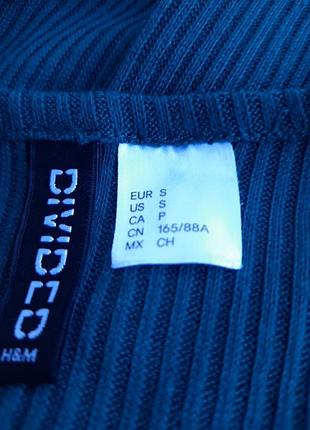 DIVIDED
H&M
EUR S
US S
CA P
CN 165/88A
MX CH